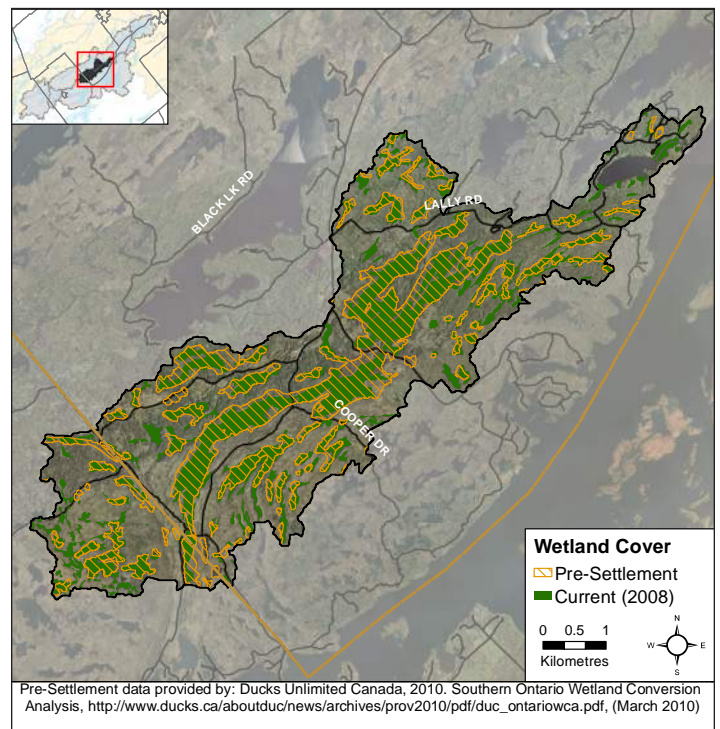 BLACK LK RD
LALLY RD
COOPER DR
Wetland Cover
Pre-Settlement
Current (2008)
0 0.5 1
Kilometres
N
W E
S
Pre-Settlement data provided by: Ducks Unlimited Canada, 2010. Southern Ontario Wetland Conversion
Analysis, http://www.ducks.ca/aboutduc/news/archives/prov2010/pdf/duc_ontariowca.pdf, (March 2010)